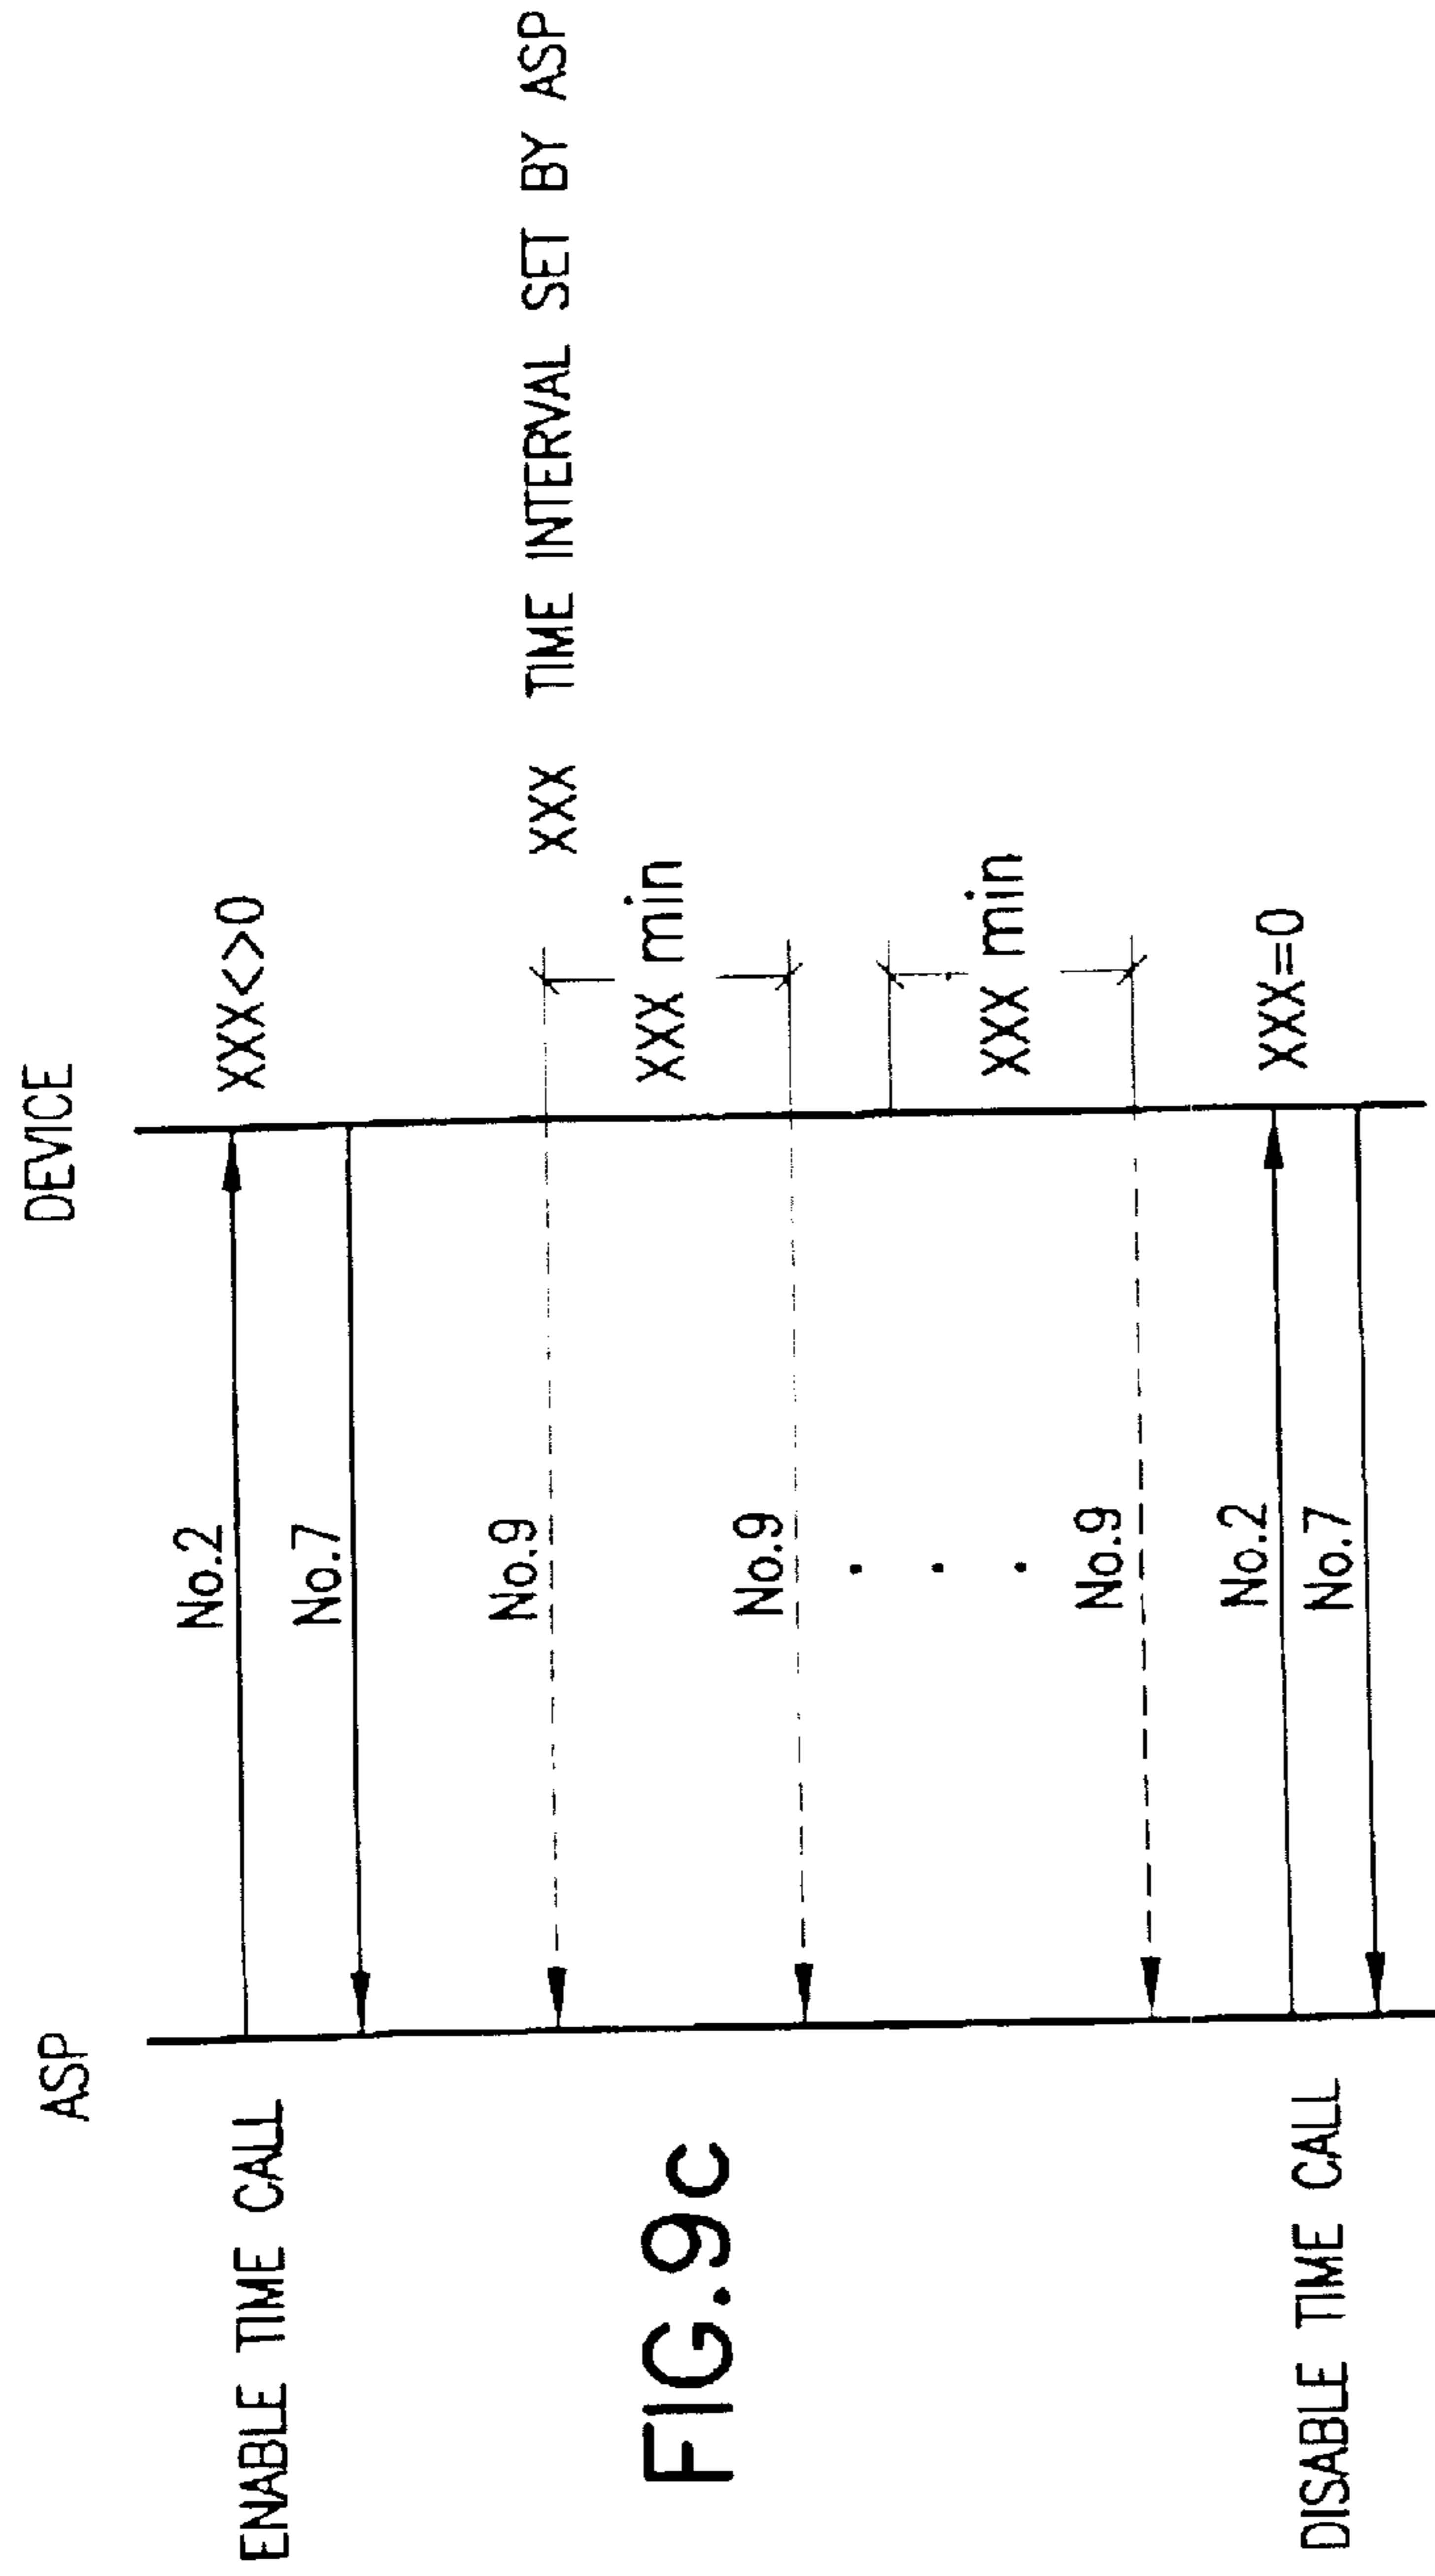 ASP
DEVICE
ENABLE TIME CALL
No.2
XXX<>0
No.7
No.9
XXX TIME INTERVAL SET BY ASP
XXX min
No.9
. . .
XXX min
No.9
DISABLE TIME CALL
No.2
XXX=0
No.7
FIG.9c